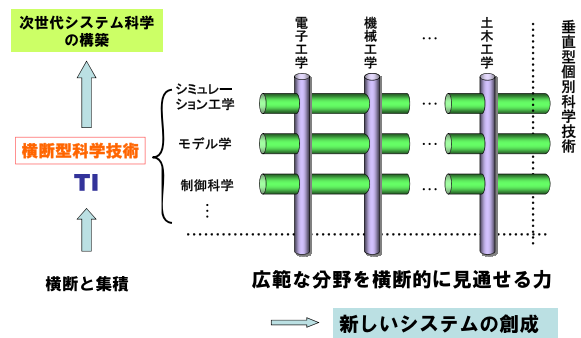 次世代システム科学
の構築
横断型科学技術
TI
横断と集積
シミュレー
ション工学
モデル学
制御科学
⋮
電子工学
機械工学
…
土木工学
垂直型個別科学技術
…
…
…
広範な分野を横断的に見通せる力
新しいシステムの創成